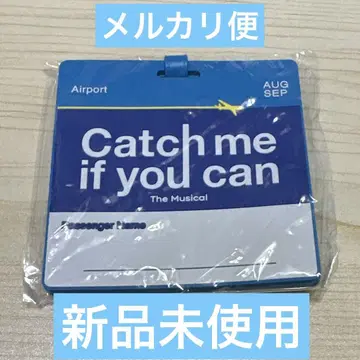 メルカリ便
Airport
AUG
SEP
Catch me
if you can
The Musical
Passenger Name
新品未使用